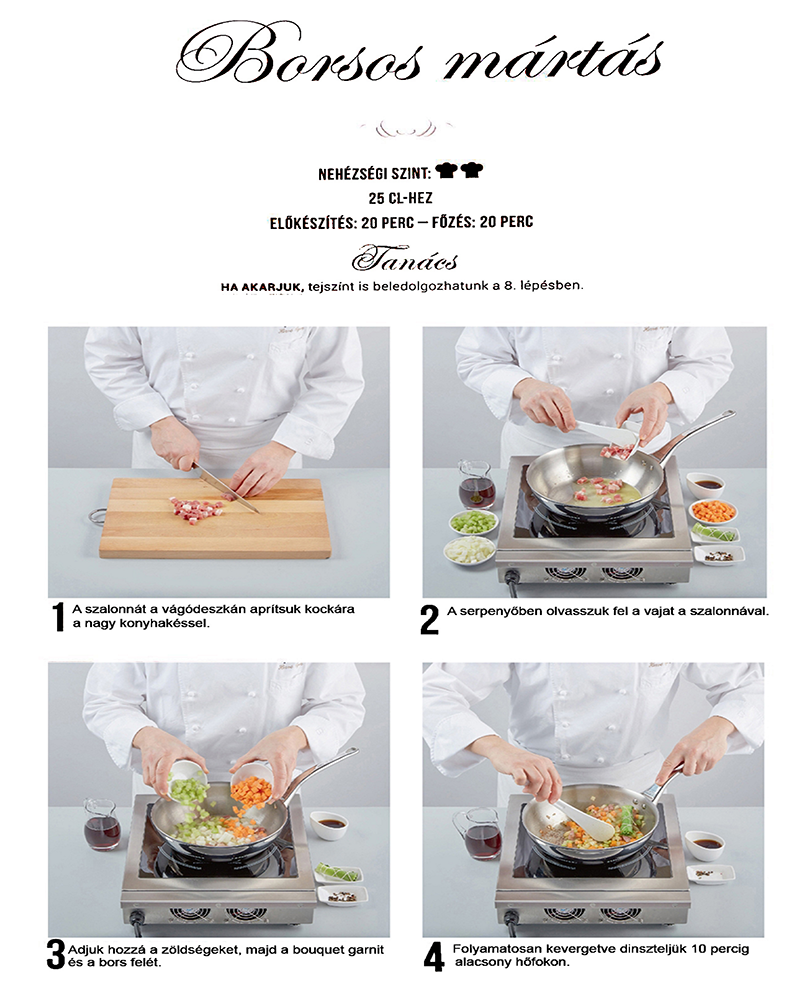 Borsos mártás
NEHÉZSÉGI SZINT:
25 CL-HEZ
ELŐKÉSZÍTÉS: 20 PERC – FŐZÉS: 20 PERC
Tanács
HA AKARJUK, tejszínt is beledolgozhatunk a 8. lépésben.
1 A szalonnát a vágódeszkán aprítsuk kockára
a nagy konyhakéssel.
2 A serpenyőben olvasszuk fel a vajat a szalonnával.
3 Adjuk hozzá a zöldségeket, majd a bouquet garnit
és a bors felét.
4 Folyamatosan kevergetve dinszteljük 10 percig
alacsony hőfokon.